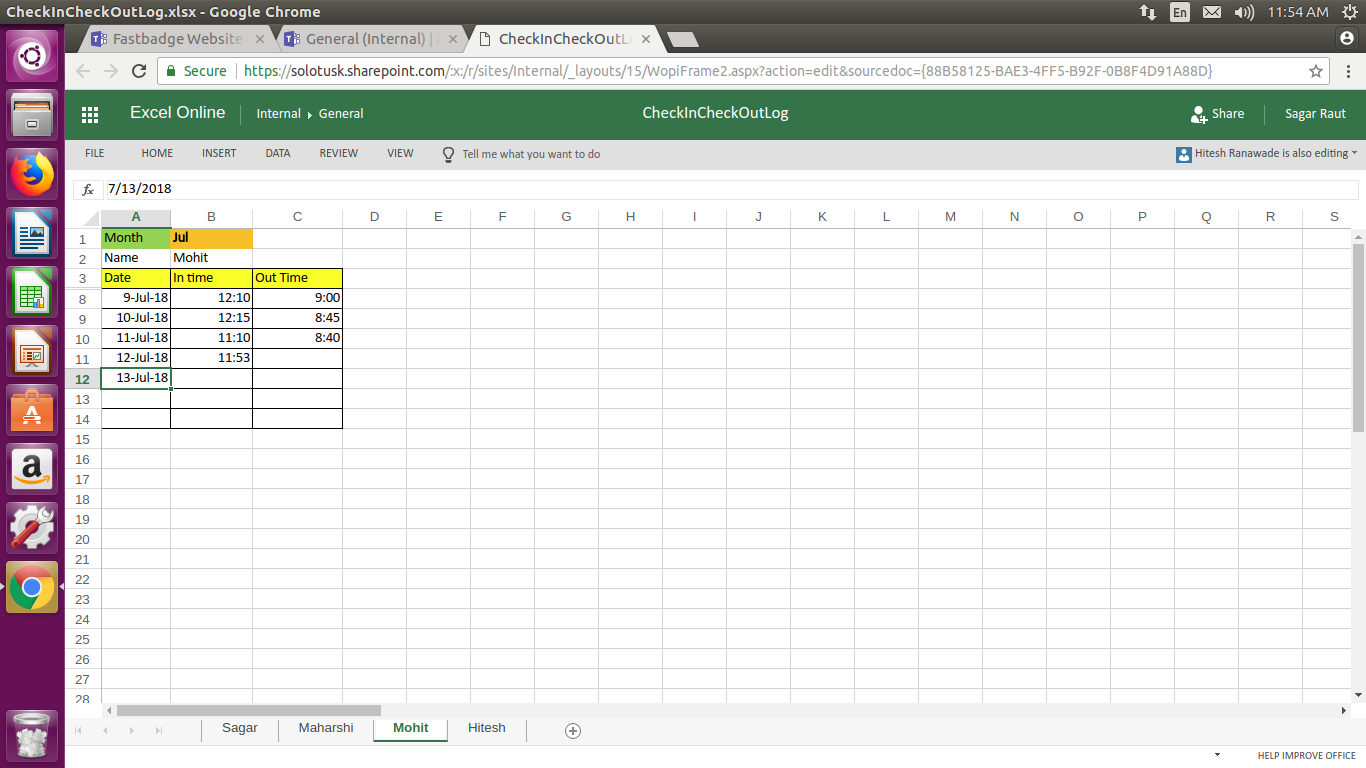 CheckInCheckOutLog.xlsx - Google Chrome
En
11:54 AM
Fastbadge Website
General (Internal) |
CheckInCheckOutL
Secure
https://solotusk.sharepoint.com/:x:/r/sites/Internal/_layouts/15/WopiFrame2.aspx?action=edit&sourcedoc={88B58125-BAE3-4FF5-B92F-0B8F4D91A88D}
Excel Online
Internal ▸ General
CheckInCheckOutLog
Share
Sagar Raut
FILE HOME INSERT DATA REVIEW VIEW Tell me what you want to do
Hitesh Ranawade is also editing
fx 7/13/2018
A B C D E F G H I J K L M N O P Q R S
1 Month Jul
2 Name Mohit
3 Date In time Out Time
8 9-Jul-18 12:10 9:00
9 10-Jul-18 12:15 8:45
10 11-Jul-18 11:10 8:40
11 12-Jul-18 11:53
12 13-Jul-18
13
14
15
16
17
18
19
20
21
22
23
24
25
26
27
28
Sagar Maharshi Mohit Hitesh
HELP IMPROVE OFFICE